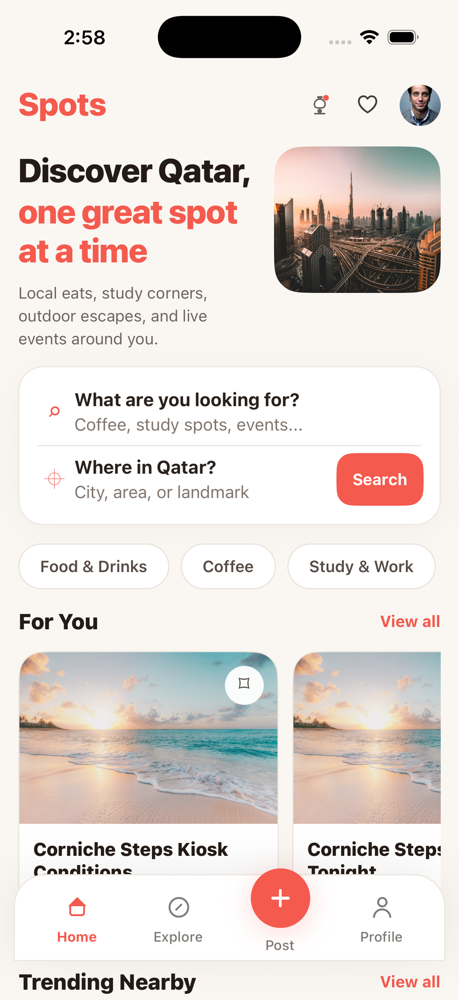 2:58
Spots
Discover Qatar,
one great spot
at a time
Local eats, study corners,
outdoor escapes, and live
events around you.
What are you looking for?
Coffee, study spots, events...
Where in Qatar?
City, area, or landmark
Search
Food & Drinks
Coffee
Study & Work
For You
View all
Corniche Steps Kiosk
Conditions
Corniche Steps
Tonight
Home
Explore
Post
Profile
Trending Nearby
View all